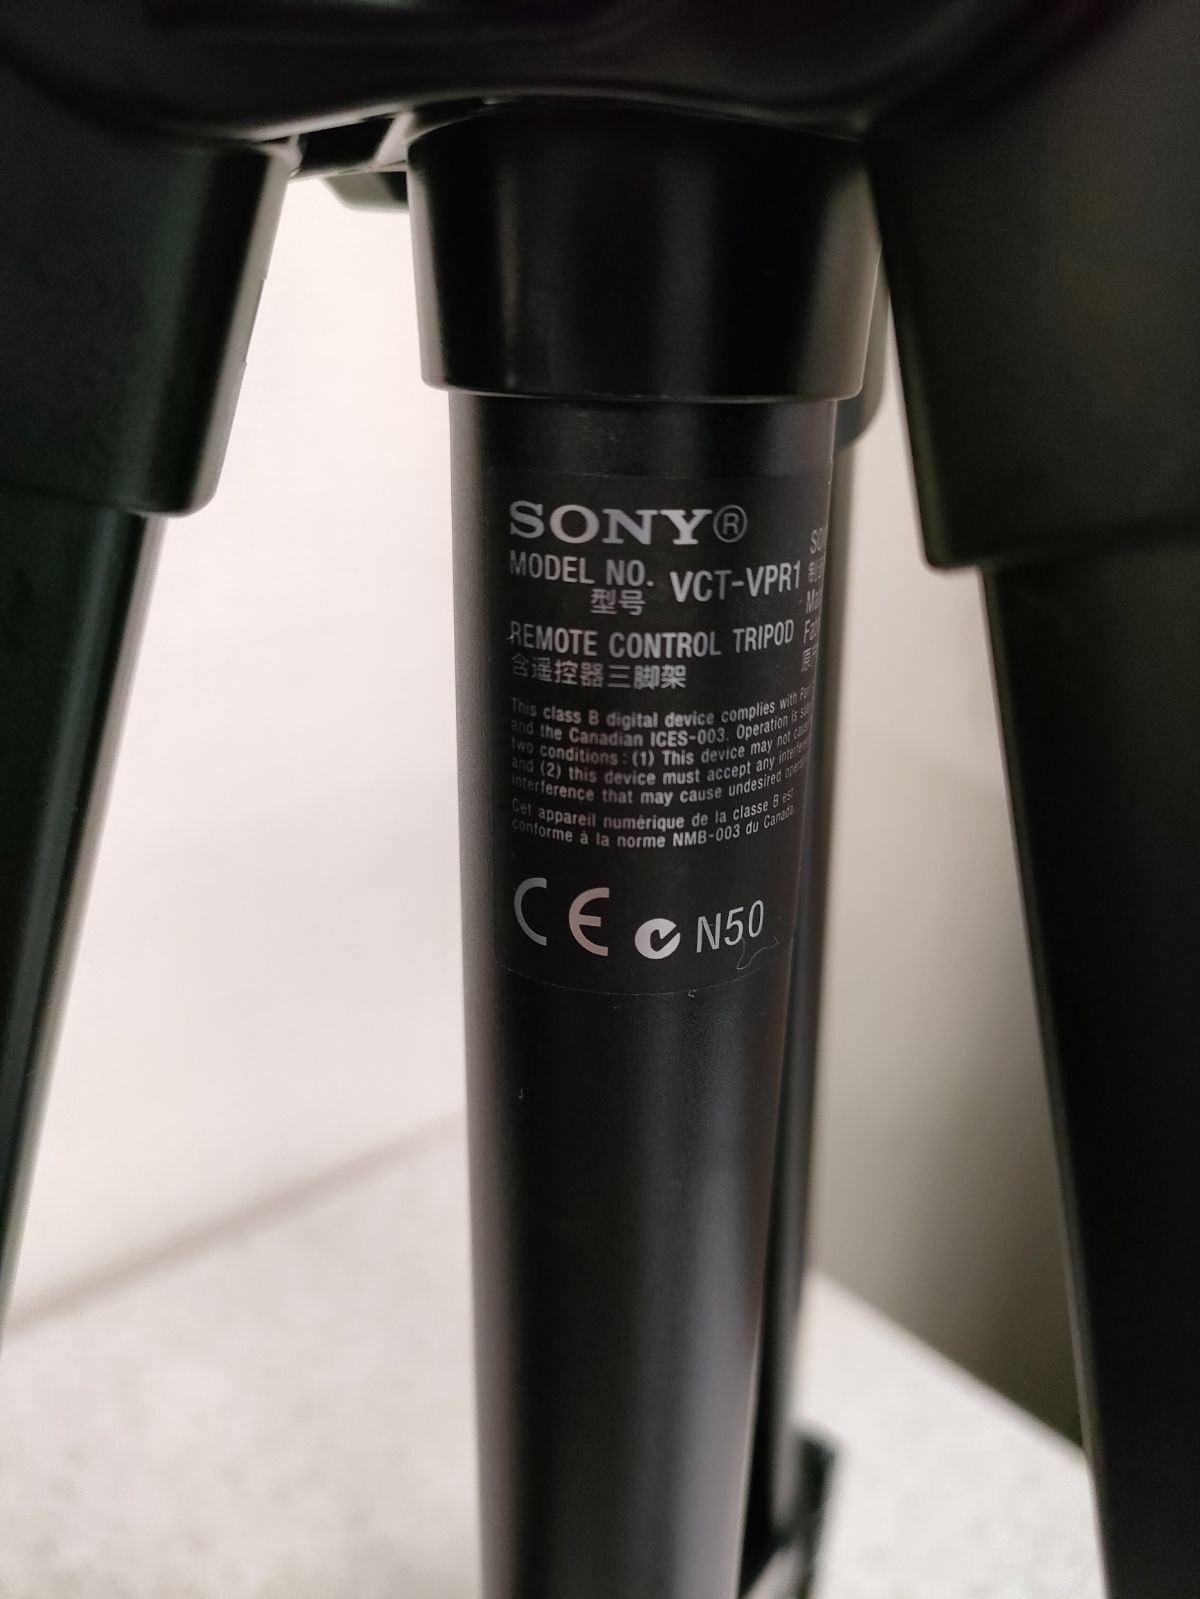 SONY®
MODEL NO. VCT-VPR1
型号
REMOTE CONTROL TRIPOD
含遥控器三脚架
This class B digital device complies with Part
and the Canadian ICES-003. Operation is
two conditions : (1) This device may not cause
and (2) this device must accept any
interference that may cause undesired
Cet appareil numérique de la classe B est
conforme à la norme NMB-003 du Canada.
CE N50